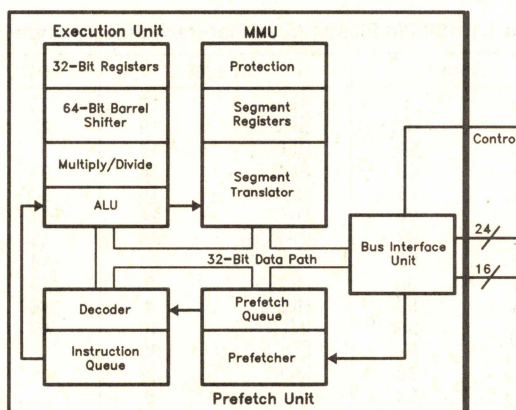 Execution Unit
MMU
32-Bit Registers
64-Bit Barrel
Shifter
Multiply/Divide
ALU
Protection
Segment
Registers
Segment
Translator
Contro
24
Bus Interface
Unit
16
32-Bit Data Path
Decoder
Instruction
Queue
Prefetch
Queue
Prefetcher
Prefetch Unit